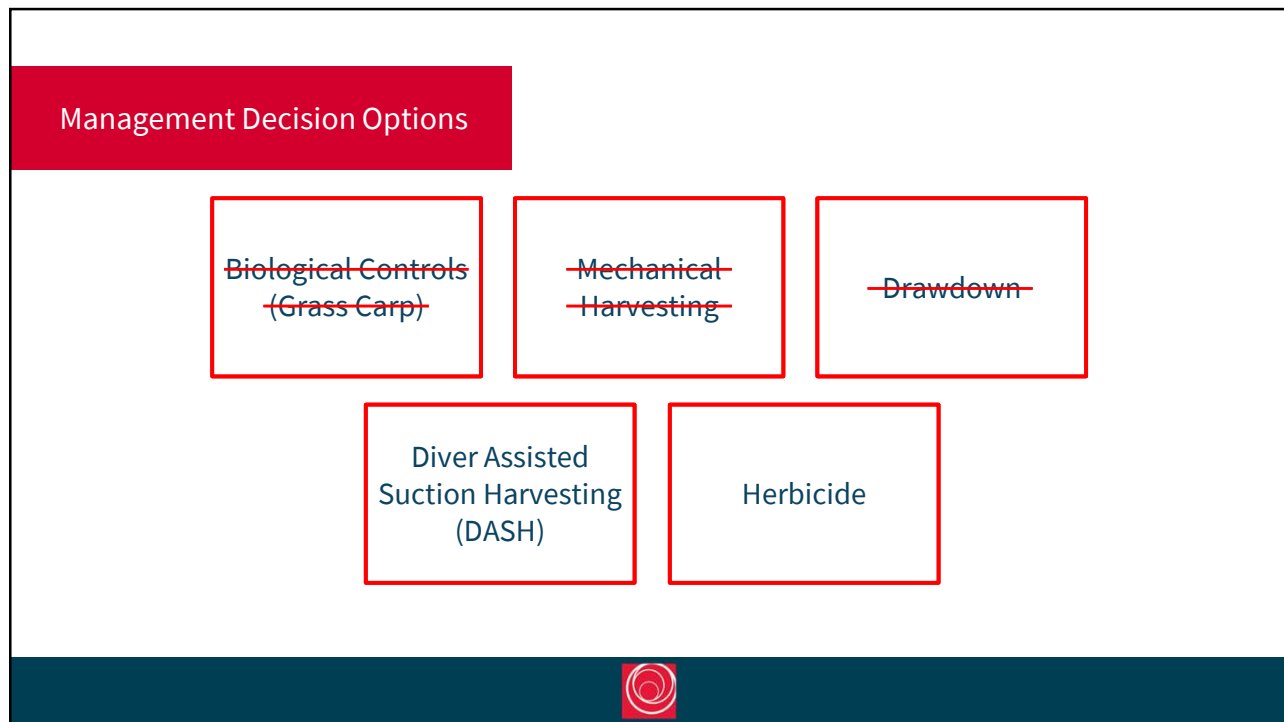 Management Decision Options
Biological Controls
(Grass Carp)
Mechanical
Harvesting
Drawdown
Diver Assisted
Suction Harvesting
(DASH)
Herbicide